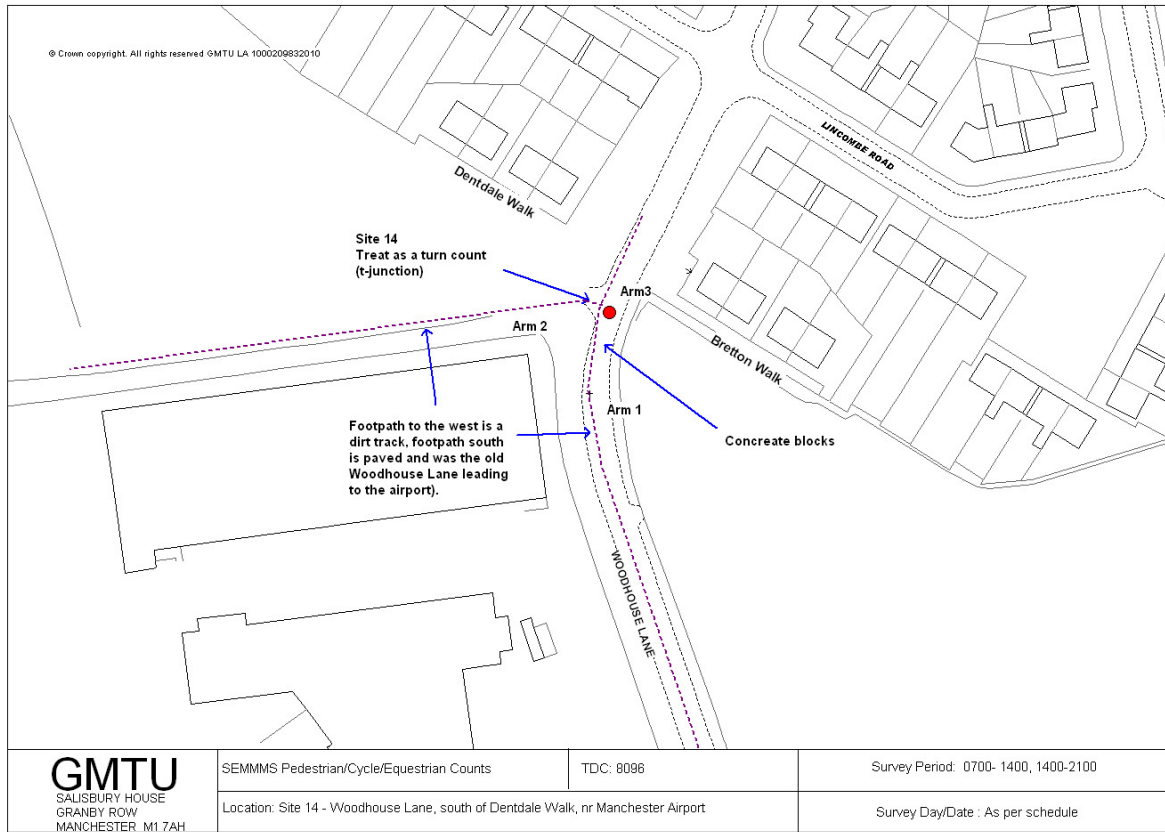 © Crown copyright. All rights reserved GMTU LA 1000209832010
LINCOMBE ROAD
Dentdale Walk
Site 14
Treat as a turn count
(t-junction)
Arm3
Arm 2
Bretton Walk
Arm 1
Footpath to the west is a
dirt track, footpath south
is paved and was the old
Woodhouse Lane leading
to the airport).
Concreate blocks
WOODHOUSE LANE
GMTU
SALISBURY HOUSE
GRANBY ROW
MANCHESTER M1 7AH
SEMMMS Pedestrian/Cycle/Equestrian Counts
TDC: 8096
Survey Period: 0700- 1400, 1400-2100
Location: Site 14 - Woodhouse Lane, south of Dentdale Walk, nr Manchester Airport
Survey Day/Date : As per schedule